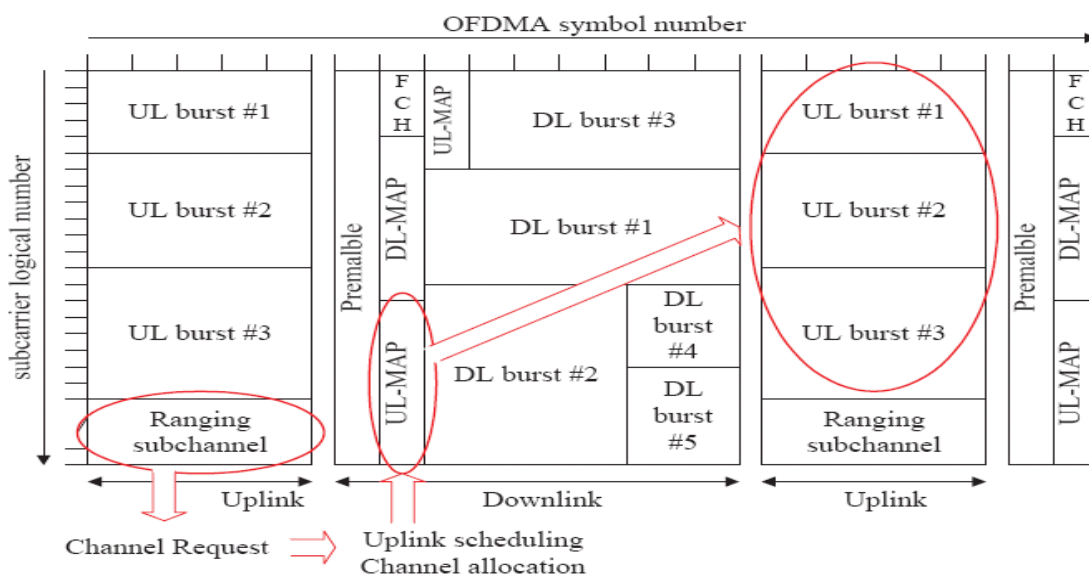 OFDMA symbol number
subcarrier logical number
UL burst #1
UL burst #2
UL burst #3
Ranging
subchannel
Premalble
F
C
H
DL-MAP
UL-MAP
UL-MAP
DL burst #3
DL burst #1
DL burst #2
DL
burst
#4
DL
burst
#5
UL burst #1
UL burst #2
UL burst #3
Ranging
subchannel
Premalble
F
C
H
DL-MAP
UL-MAP
Uplink
Downlink
Uplink
Channel Request
Uplink scheduling
Channel allocation